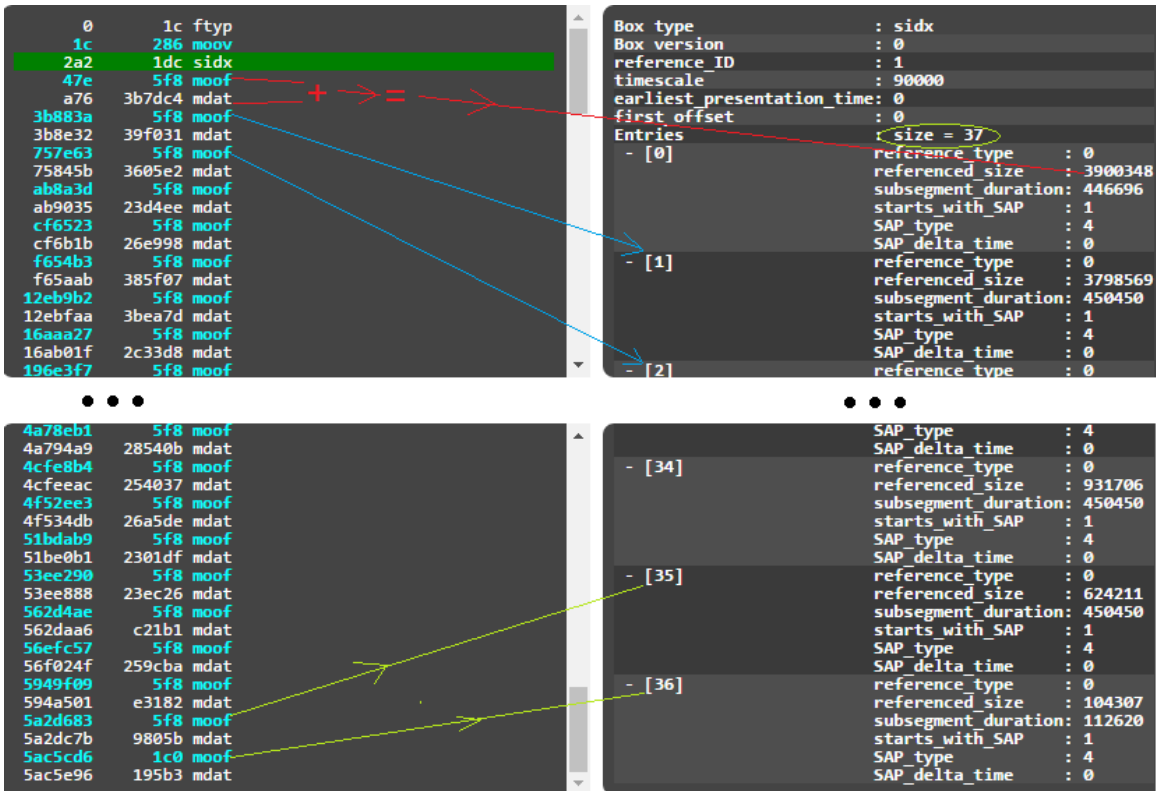 0 1c ftyp
1c 286 moov
2a2 1dc sidx
47e 5f8 moof
a76 3b7dc4 mdat
3b883a 5f8 moof
3b8e32 39f031 mdat
757e63 5f8 moof
75845b 3605e2 mdat
ab8a3d 5f8 moof
ab9035 23d4ee mdat
cf6523 5f8 moof
cf6b1b 26e998 mdat
f654b3 5f8 moof
f65aab 385f07 mdat
12eb9b2 5f8 moof
12ebfaa 3bea7d mdat
16aaa27 5f8 moof
16ab01f 2c33d8 mdat
196e3f7 5f8 moof
+ =
Box type : sidx
Box version : 0
reference_ID : 1
timescale : 90000
earliest_presentation_time: 0
first_offset : 0
Entries : size = 37
- [0] reference_type : 0
referenced_size : 3900348
subsegment_duration: 446696
starts_with_SAP : 1
SAP_type : 4
SAP_delta_time : 0
- [1] reference_type : 0
referenced_size : 3798569
subsegment_duration: 450450
starts_with_SAP : 1
SAP_type : 4
SAP_delta_time : 0
- [2] reference_type : 0
4a78eb1 5f8 moof
4a794a9 28540b mdat
4cfe8b4 5f8 moof
4cfeeac 254037 mdat
4f52ee3 5f8 moof
4f534db 26a5de mdat
51bdab9 5f8 moof
51be0b1 2301df mdat
53ee290 5f8 moof
53ee888 23ec26 mdat
562d4ae 5f8 moof
562daa6 c21b1 mdat
56efc57 5f8 moof
56f024f 259cba mdat
5949f09 5f8 moof
594a501 e3182 mdat
5a2d683 5f8 moof
5a2dc7b 9805b mdat
5ac5cd6 1c0 moof
5ac5e96 195b3 mdat
SAP_type : 4
SAP_delta_time : 0
- [34] reference_type : 0
referenced_size : 931706
subsegment_duration: 450450
starts_with_SAP : 1
SAP_type : 4
SAP_delta_time : 0
- [35] reference_type : 0
referenced_size : 624211
subsegment_duration: 450450
starts_with_SAP : 1
SAP_type : 4
SAP_delta_time : 0
- [36] reference_type : 0
referenced_size : 104307
subsegment_duration: 112620
starts_with_SAP : 1
SAP_type : 4
SAP_delta_time : 0